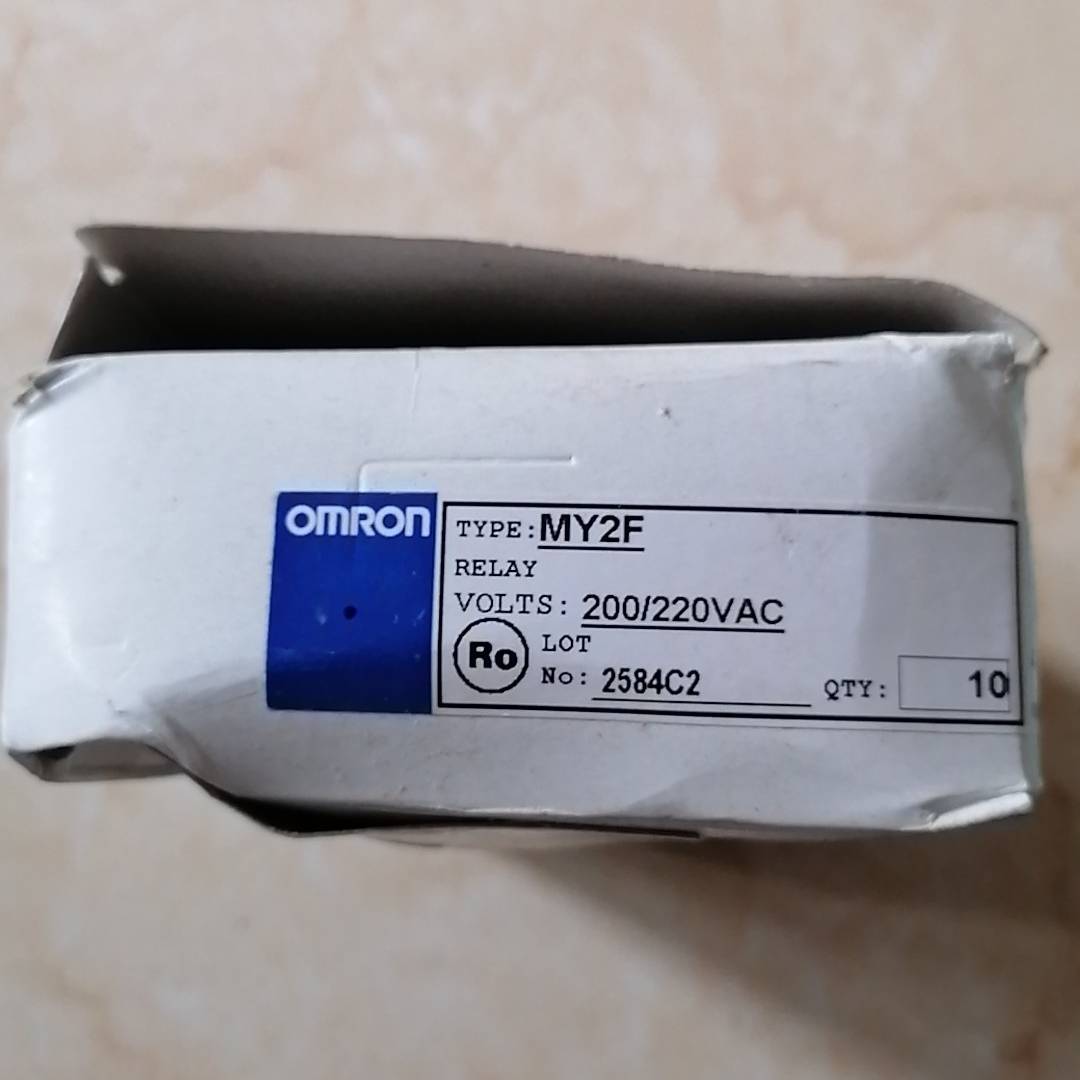 OMRON
TYPE: MY2F
RELAY
VOLTS: 200/220VAC
Ro
LOT
No: 2584C2
QTY: 10